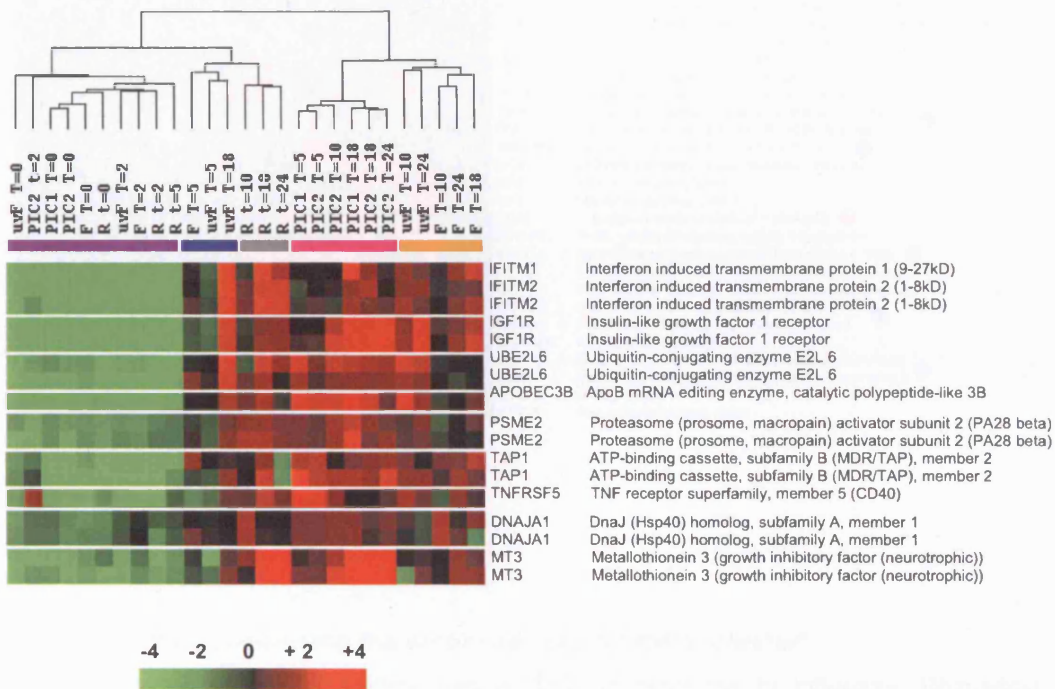 uvF T=0
PIC2 t=2
PIC1 T=0
PIC2 T=0
F T=0
R t=0
uvF T=2
F T=2
R t=2
R t=5
F T=5
uvF T=5
uvF T=18
R t=10
R t=18
R t=24
PIC1 T=5
PIC2 T=5
PIC2 T=10
PIC1 T=18
PIC2 T=18
PIC2 T=24
uvF T=10
uvF T=24
F T=10
F T=24
F T=18
IFITM1 Interferon induced transmembrane protein 1 (9-27kD)
IFITM2 Interferon induced transmembrane protein 2 (1-8kD)
IFITM2 Interferon induced transmembrane protein 2 (1-8kD)
IGF1R Insulin-like growth factor 1 receptor
IGF1R Insulin-like growth factor 1 receptor
UBE2L6 Ubiquitin-conjugating enzyme E2L 6
UBE2L6 Ubiquitin-conjugating enzyme E2L 6
APOBEC3B ApoB mRNA editing enzyme, catalytic polypeptide-like 3B
PSME2 Proteasome (prosome, macropain) activator subunit 2 (PA28 beta)
PSME2 Proteasome (prosome, macropain) activator subunit 2 (PA28 beta)
TAP1 ATP-binding cassette, subfamily B (MDR/TAP), member 2
TAP1 ATP-binding cassette, subfamily B (MDR/TAP), member 2
TNFRSF5 TNF receptor superfamily, member 5 (CD40)
DNAJA1 DnaJ (Hsp40) homolog, subfamily A, member 1
DNAJA1 DnaJ (Hsp40) homolog, subfamily A, member 1
MT3 Metallothionein 3 (growth inhibitory factor (neurotrophic))
MT3 Metallothionein 3 (growth inhibitory factor (neurotrophic))
-4 -2 0 + 2 +4